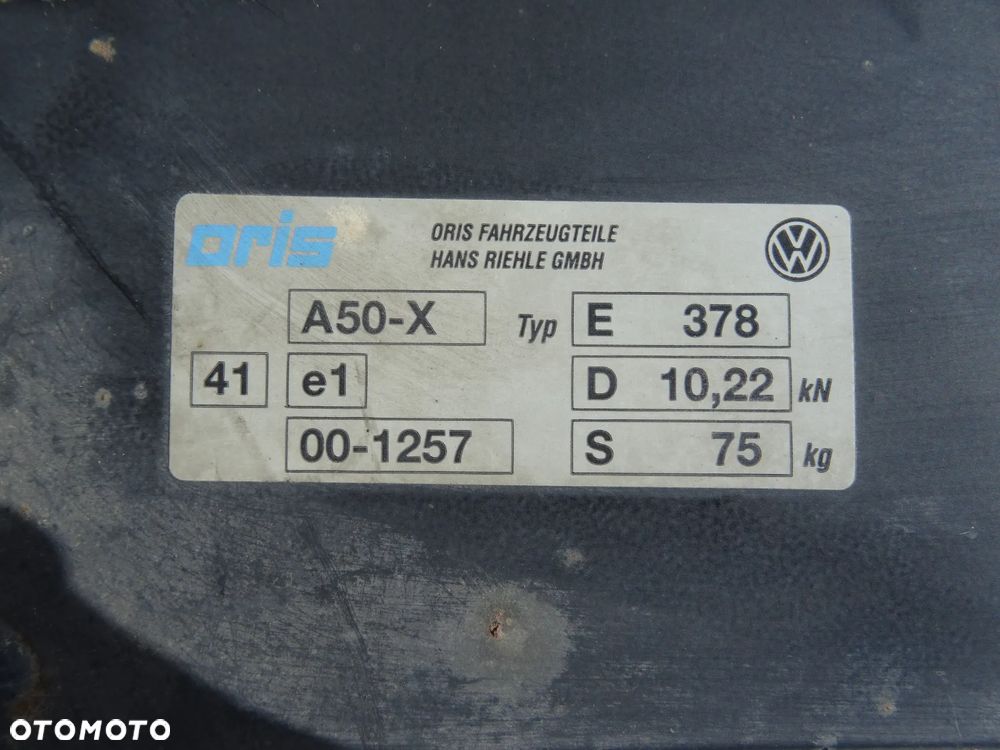 oris
ORIS FAHRZEUGTEILE
HANS RIEHLE GMBH
VW
A50-X Typ E 378
41 e1 D 10,22 kN
00-1257 S 75 kg
OTOMOTO